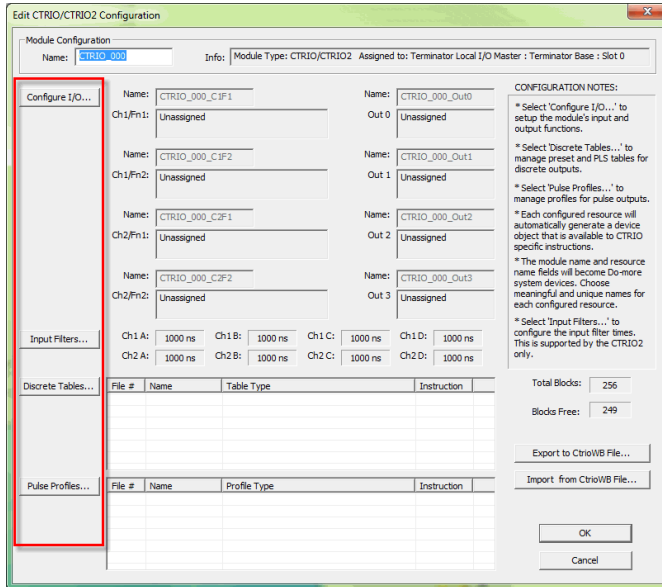 Edit CTRIO/CTRIO2 Configuration
Module Configuration
Name: CTRIO_000 Info: Module Type: CTRIO/CTRIO2 Assigned to: Terminator Local I/O Master : Terminator Base : Slot 0
Configure I/O...
Name: CTRIO_000_C1F1 Name: CTRIO_000_Out0
Ch1/Fn1: Unassigned Out 0 Unassigned
Name: CTRIO_000_C1F2 Name: CTRIO_000_Out1
Ch1/Fn2: Unassigned Out 1 Unassigned
Name: CTRIO_000_C2F1 Name: CTRIO_000_Out2
Ch2/Fn1: Unassigned Out 2 Unassigned
Name: CTRIO_000_C2F2 Name: CTRIO_000_Out3
Ch2/Fn2: Unassigned Out 3 Unassigned
Input Filters...
Ch1 A: 1000 ns Ch1 B: 1000 ns Ch1 C: 1000 ns Ch1 D: 1000 ns
Ch2 A: 1000 ns Ch2 B: 1000 ns Ch2 C: 1000 ns Ch2 D: 1000 ns
Discrete Tables...
File # Name Table Type Instruction
Pulse Profiles...
File # Name Profile Type Instruction
CONFIGURATION NOTES:
* Select 'Configure I/O...' to
setup the module's input and
output functions.
* Select 'Discrete Tables...' to
manage preset and PLS tables for
discrete outputs.
* Select 'Pulse Profiles...' to
manage profiles for pulse outputs.
* Each configured resource will
automatically generate a device
object that is available to CTRIO
specific instructions.
* The module name and resource
name fields will become Do-more
system devices. Choose
meaningful and unique names for
each configured resource.
* Select 'Input Filters...' to
configure the input filter times.
This is supported by the CTRIO2
only.
Total Blocks: 256
Blocks Free: 249
Export to CtrioWB File...
Import from CtrioWB File...
OK
Cancel